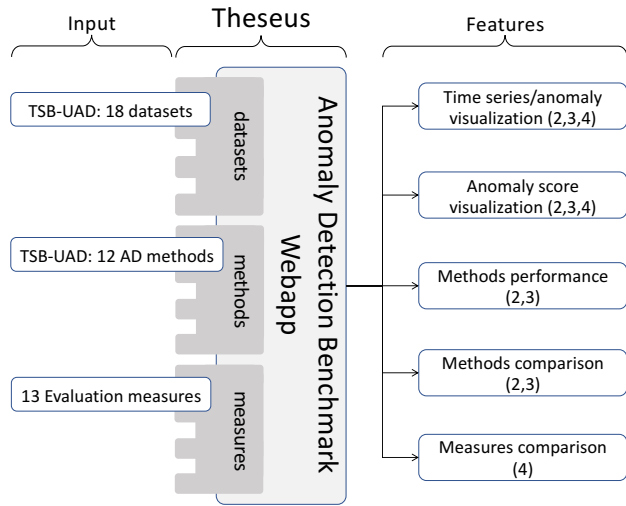 Input
Theseus
Features
TSB-UAD: 18 datasets
TSB-UAD: 12 AD methods
13 Evaluation measures
datasets
methods
measures
Anomaly Detection Benchmark
Webapp
Time series/anomaly
visualization (2,3,4)
Anomaly score
visualization (2,3,4)
Methods performance
(2,3)
Methods comparison
(2,3)
Measures comparison
(4)